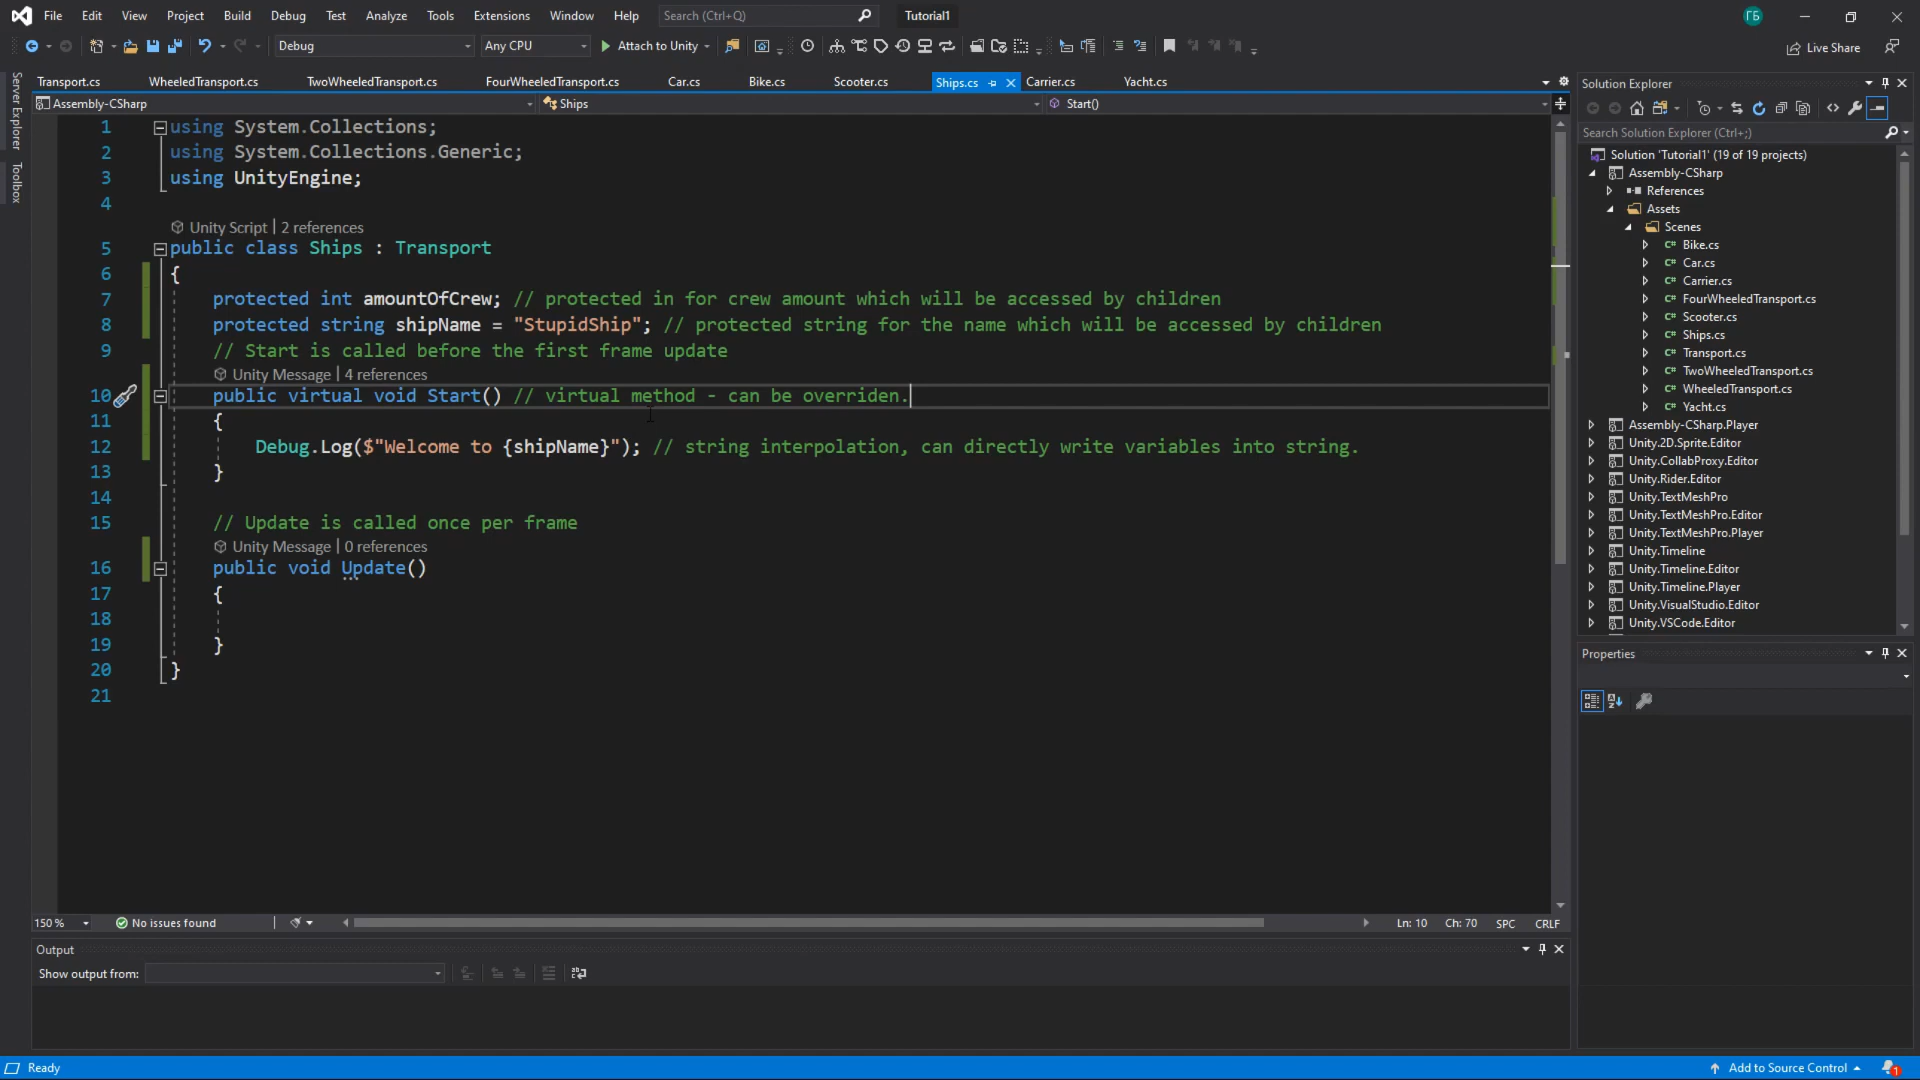 File Edit View Project Build Debug Test Analyze Tools Extensions Window Help Search (Ctrl+Q) Tutorial1 ГБ
Debug Any CPU Attach to Unity Live Share
Server Explorer
Toolbox
Transport.cs WheeledTransport.cs TwoWheeledTransport.cs FourWheeledTransport.cs Car.cs Bike.cs Scooter.cs Ships.cs Carrier.cs Yacht.cs
Assembly-CSharp Ships Start()
1 using System.Collections;
2 using System.Collections.Generic;
3 using UnityEngine;
4
Unity Script | 2 references
5 public class Ships : Transport
6 {
7 protected int amountOfCrew; // protected in for crew amount which will be accessed by children
8 protected string shipName = "StupidShip"; // protected string for the name which will be accessed by children
9 // Start is called before the first frame update
Unity Message | 4 references
10 public virtual void Start() // virtual method - can be overriden.
11 {
12 Debug.Log($"Welcome to {shipName}"); // string interpolation, can directly write variables into string.
13 }
14
15 // Update is called once per frame
Unity Message | 0 references
16 public void Update()
17 {
18
19 }
20 }
21
150 % No issues found Ln: 10 Ch: 70 SPC CRLF
Output
Show output from:
Solution Explorer
Search Solution Explorer (Ctrl+;)
Solution 'Tutorial1' (19 of 19 projects)
Assembly-CSharp
References
Assets
Scenes
C# Bike.cs
C# Car.cs
C# Carrier.cs
C# FourWheeledTransport.cs
C# Scooter.cs
C# Ships.cs
C# Transport.cs
C# TwoWheeledTransport.cs
C# WheeledTransport.cs
C# Yacht.cs
Assembly-CSharp.Player
Unity.2D.Sprite.Editor
Unity.CollabProxy.Editor
Unity.Rider.Editor
Unity.TextMeshPro
Unity.TextMeshPro.Editor
Unity.TextMeshPro.Player
Unity.Timeline
Unity.Timeline.Editor
Unity.Timeline.Player
Unity.VisualStudio.Editor
Unity.VSCode.Editor
Properties
Ready Add to Source Control 1